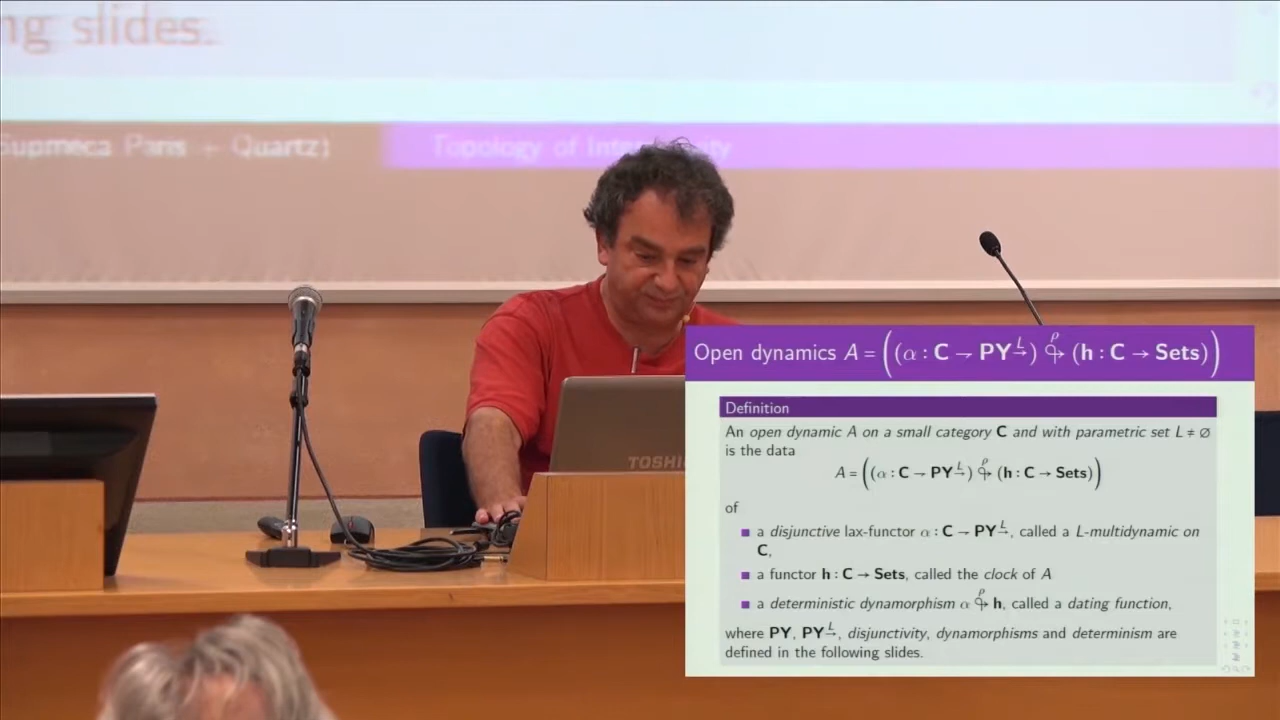 ng slides.
Supmeca Paris + Quartz)
Topology of Inter
ity
TOSHI
Open dynamics A = ((α : C ⇀ PY^{L→}) ᵖ↬ (h : C → Sets))
Definition
An open dynamic A on a small category C and with parametric set L ≠ ∅
is the data
A = ((α : C ⇀ PY^{L→}) ᵖ↬ (h : C → Sets))
of
a disjunctive lax-functor α : C ⇀ PY^{L→}, called a L-multidynamic on
C,
a functor h : C → Sets, called the clock of A
a deterministic dynamorphism α ᵖ↬ h, called a dating function,
where PY, PY^{L→}, disjunctivity, dynamorphisms and determinism are
defined in the following slides.